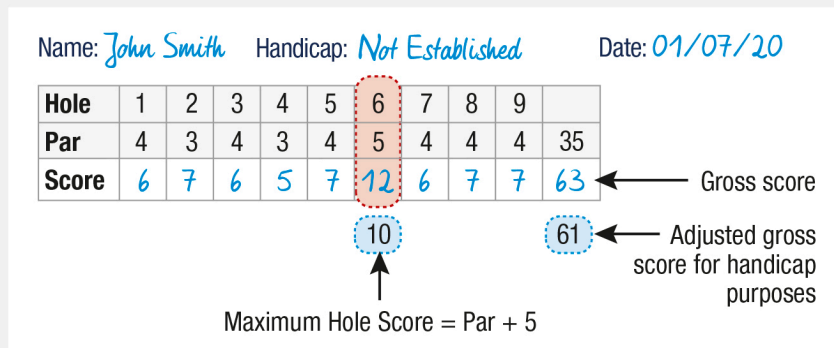 Name: John Smith Handicap: Not Established Date: 01/07/20
Hole 1 2 3 4 5 6 7 8 9
Par 4 3 4 3 4 5 4 4 4 35
Score 6 7 6 5 7 12 6 7 7 63 Gross score
10 61 Adjusted gross
score for handicap
purposes
Maximum Hole Score = Par + 5